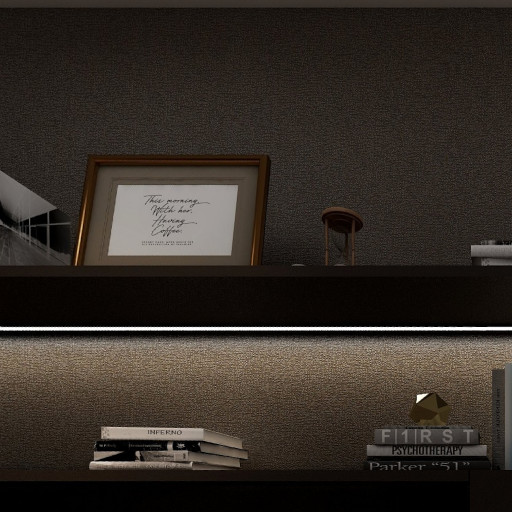 This morning,
With her,
Having
Coffee.
INFERNO
F1RST
PSYCHOTHERAPY
Parker "51"